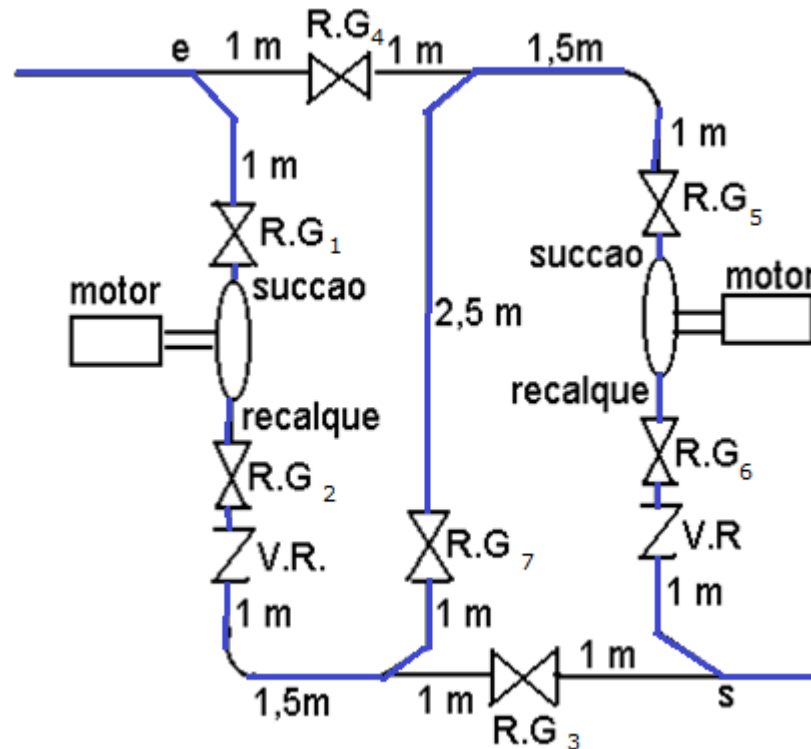 R.G4
e
1 m
1 m
1,5m
1 m
1 m
R.G1
R.G5
succao
succao
motor
motor
2,5 m
recalque
recalque
R.G 2
R.G6
V.R.
R.G 7
V.R
1 m
1 m
1 m
1,5m
1 m
1 m
s
R.G 3